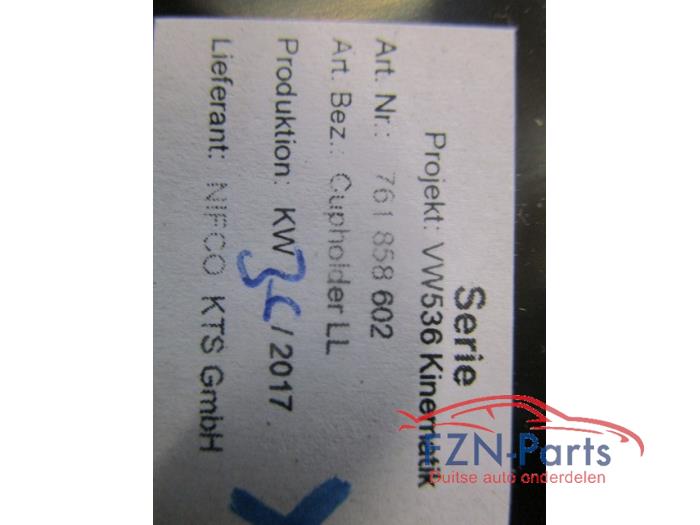 Serie
Projekt: VW536 Kinematik
Art. Nr.: 761 858 602
Art. Bez.: Cupholder LL
Produktion: KW 36 / 2017
Lieferant: NIFCO KTS GmbH
EZN-Parts
Duitse auto onderdelen